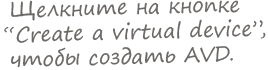 Щелкните на кнопке
“Create a virtual device”,
чтобы создать AVD.